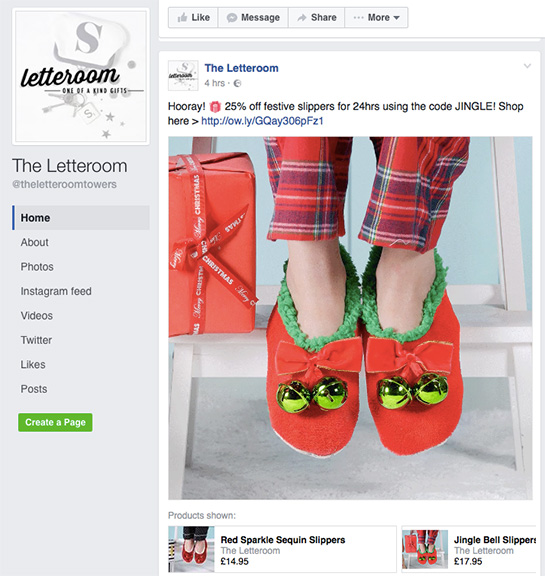 S
letteroom
ONE OF A KIND GIFTS
The Letteroom
@theletteroomtowers
Home
About
Photos
Instagram feed
Videos
Twitter
Likes
Posts
Create a Page
Like Message Share More
letteroom
The Letteroom
4 hrs
Hooray! 25% off festive slippers for 24hrs using the code JINGLE! Shop
here > http://ow.ly/GQay306pFz1
Merry CHRISTMAS
Merry CHRISTMAS
Products shown:
Red Sparkle Sequin Slippers
The Letteroom
£14.95
Jingle Bell Slippers
The Letteroom
£17.95